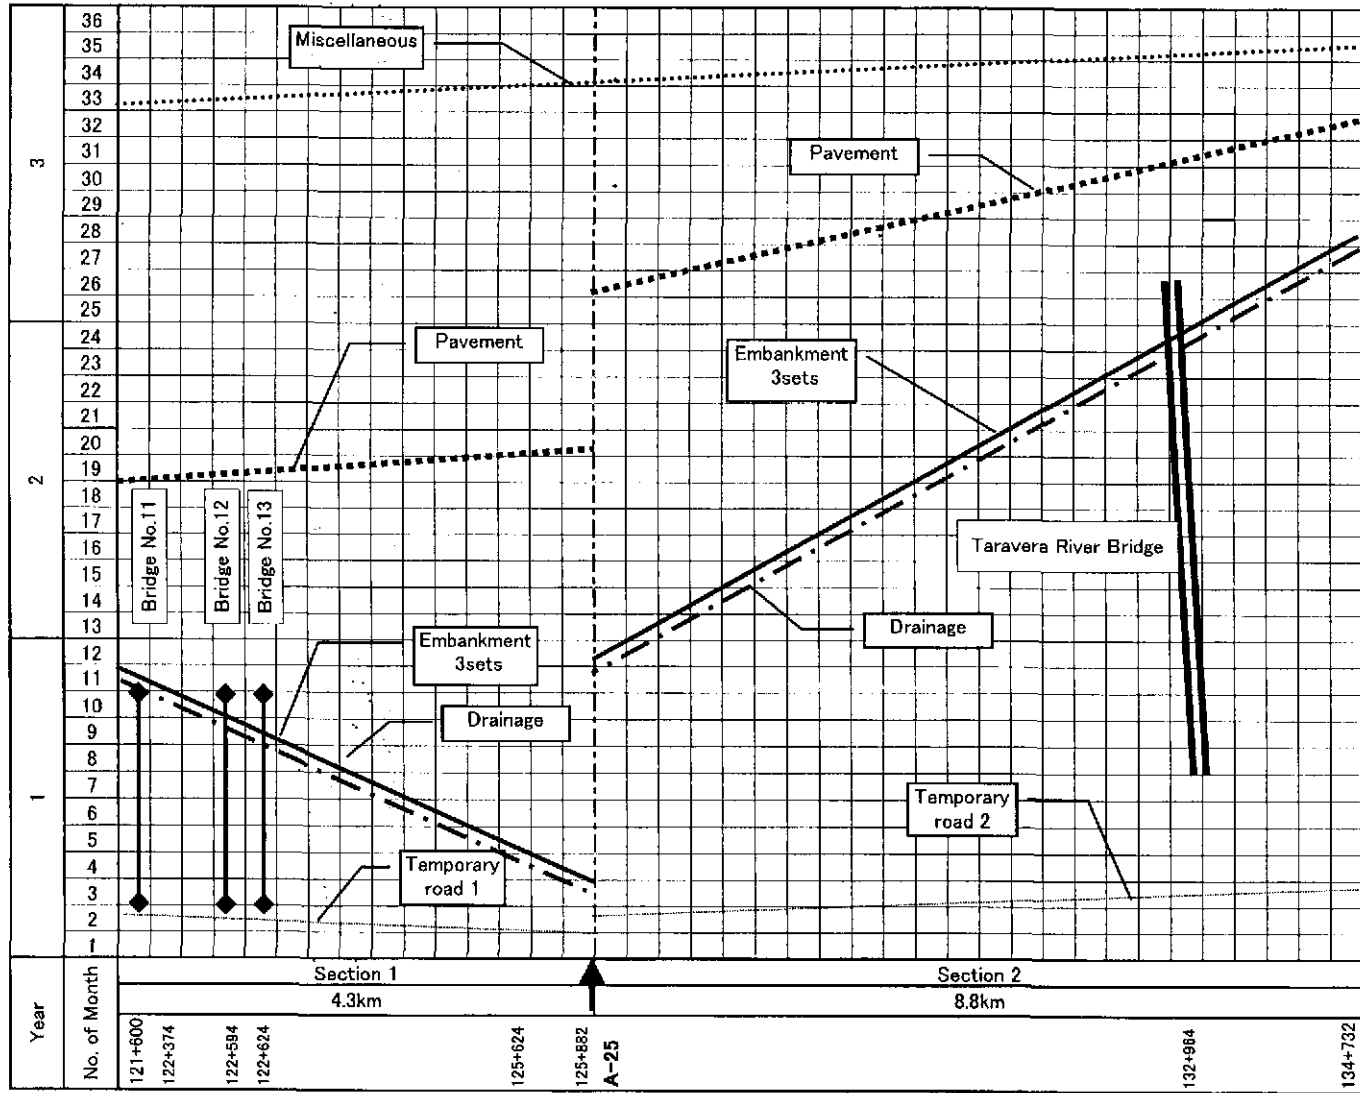 36
35
34
33
32
31
30
29
28
27
26
25
24
23
22
21
20
19
18
17
16
15
14
13
12
11
10
9
8
7
6
5
4
3
2
1
3
2
1
Year
No. of Month
Miscellaneous
Pavement
Pavement
Embankment
3sets
Bridge No.11
Bridge No.12
Bridge No.13
Taravera River Bridge
Drainage
Embankment
3sets
Drainage
Temporary
road 2
Temporary
road 1
Section 1
Section 2
4.3km
8.8km
121+600
122+374
122+594
122+624
125+624
125+882
A-25
132+964
134+732